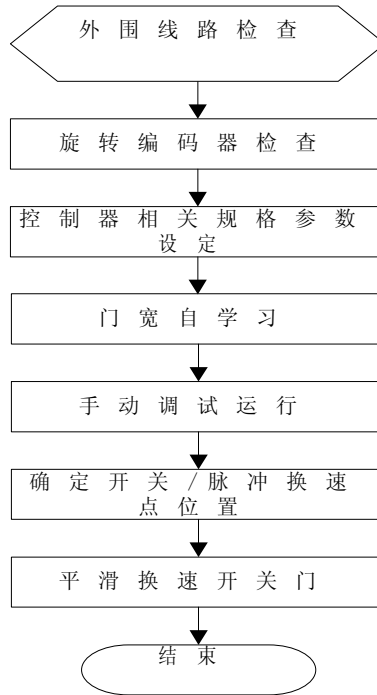 外围线路检查
旋转编码器检查
控制器相关规格参数
设定
门宽自学习
手动调试运行
确定开关/脉冲换速
点位置
平滑换速开关门
结束